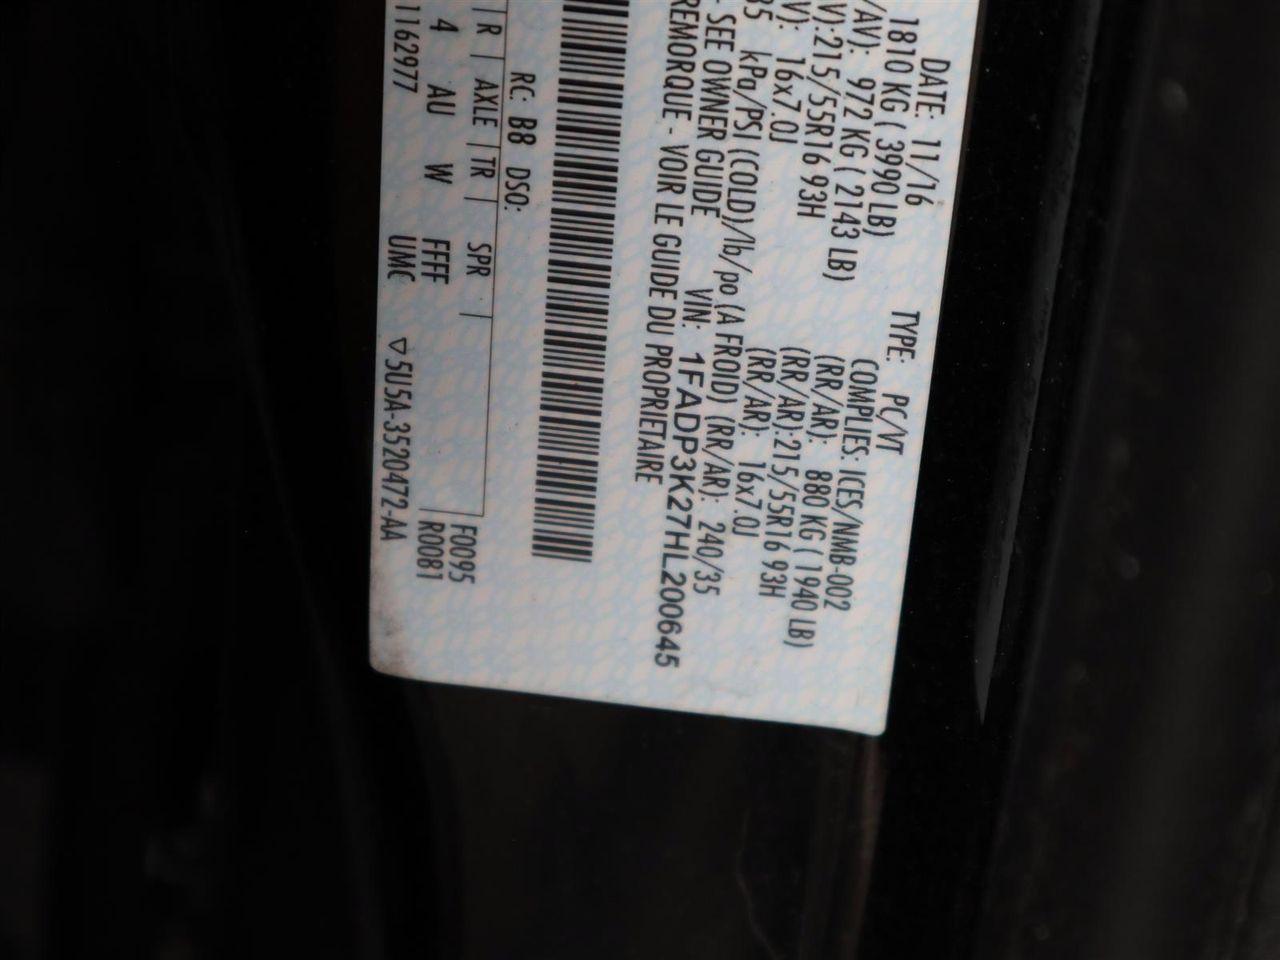 DATE: 11/16 TYPE: PC/VT
1810 KG ( 3990 LB) COMPLIES: ICES/NMB-002
/AV): 972 KG ( 2143 LB) (RR/AR): 880 KG ( 1940 LB)
V):215/55R16 93H (RR/AR):215/55R16 93H
V): 16x7.0J (RR/AR): 16x7.0J
35 kPa/PSI (COLD)/lb/po (A FROID) (RR/AR): 240/35
- SEE OWNER GUIDE VIN: 1FADP3K27HL200645
REMORQUE - VOIR LE GUIDE DU PROPRIETAIRE
RC: B8 DSO:
R AXLE TR SPR F0095
4 AU W FFFF R0081
1162977 UMC ▽5U5A-3520472-AA